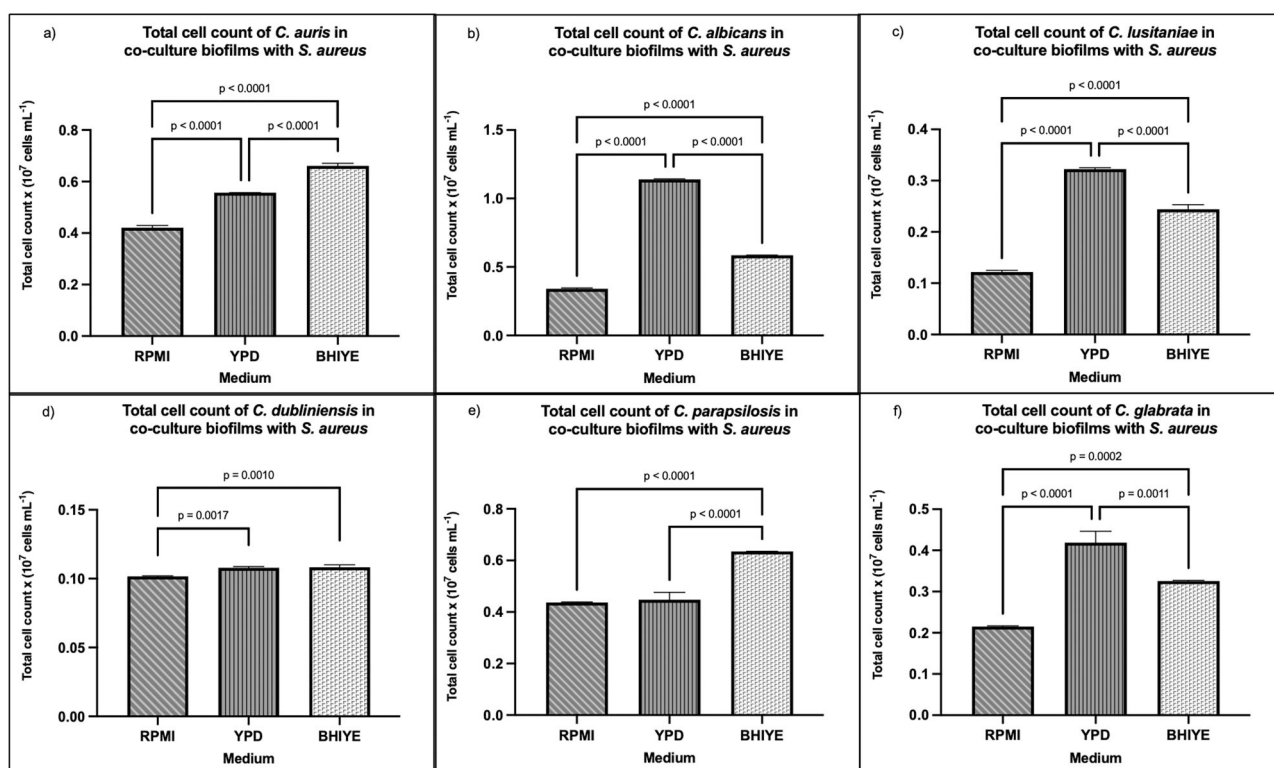 a)
Total cell count of C. auris in
co-culture biofilms with S. aureus
p < 0.0001
p < 0.0001
p < 0.0001
Total cell count x (10⁷ cells mL⁻¹)
0.8
0.6
0.4
0.2
0.0
RPMI YPD BHIYE
Medium
b)
Total cell count of C. albicans in
co-culture biofilms with S. aureus
p < 0.0001
p < 0.0001
p < 0.0001
Total cell count x (10⁷ cells mL⁻¹)
1.5
1.0
0.5
0.0
RPMI YPD BHIYE
Medium
c)
Total cell count of C. lusitaniae in
co-culture biofilms with S. aureus
p < 0.0001
p < 0.0001
p < 0.0001
Total cell count x (10⁷ cells mL⁻¹)
0.4
0.3
0.2
0.1
0.0
RPMI YPD BHIYE
Medium
d)
Total cell count of C. dubliniensis in
co-culture biofilms with S. aureus
p = 0.0010
p = 0.0017
Total cell count x (10⁷ cells mL⁻¹)
0.15
0.10
0.05
0.00
RPMI YPD BHIYE
Medium
e)
Total cell count of C. parapsilosis in
co-culture biofilms with S. aureus
p < 0.0001
p < 0.0001
Total cell count x (10⁷ cells mL⁻¹)
0.8
0.6
0.4
0.2
0.0
RPMI YPD BHIYE
Medium
f)
Total cell count of C. glabrata in
co-culture biofilms with S. aureus
p = 0.0002
p < 0.0001
p = 0.0011
Total cell count x (10⁷ cells mL⁻¹)
0.5
0.4
0.3
0.2
0.1
0.0
RPMI YPD BHIYE
Medium